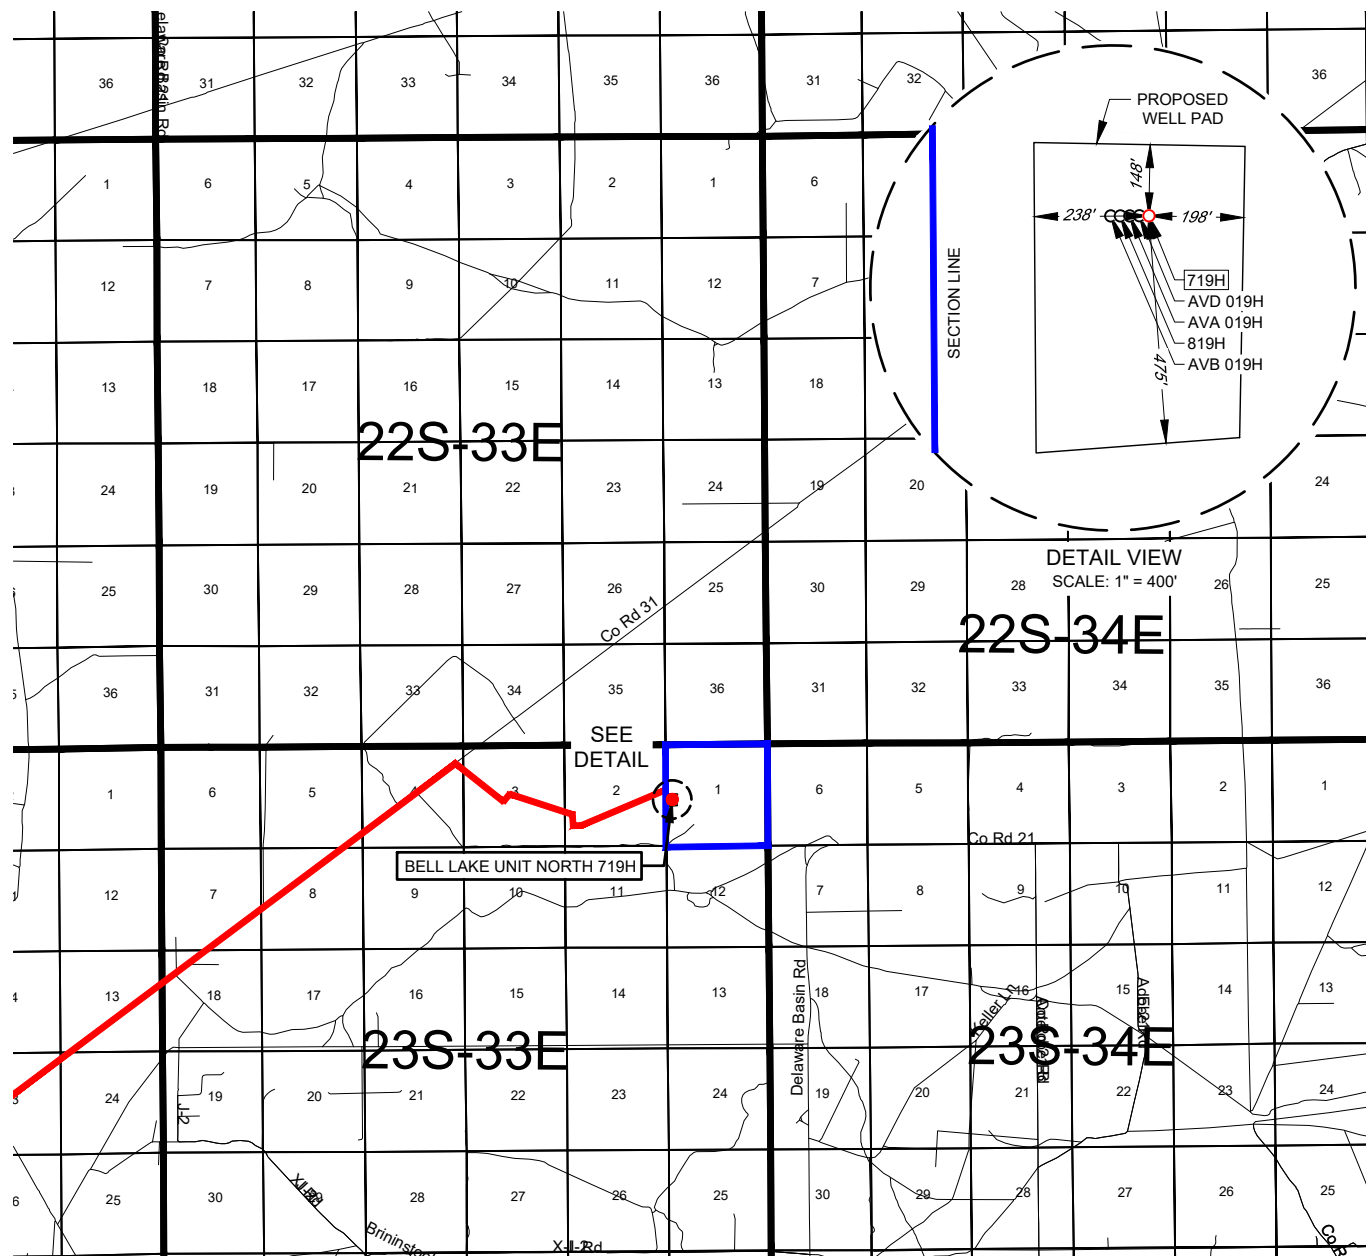 36 31 32 33 34 35 36 31 32 36
PROPOSED
WELL PAD
148'
238'
198'
475'
719H
AVD 019H
AVA 019H
819H
AVB 019H
SECTION LINE
DETAIL VIEW
SCALE: 1" = 400'
1 6 5 4 3 2 1 6
12 7 8 9 10 11 12 7
13 18 17 16 15 14 13 18
22S-33E
24 19 20 21 22 23 24 19 20 24
25 30 29 28 27 26 25 30 29 28 26 25
Co Rd 31
22S-34E
36 31 32 33 34 35 36 31 32 33 34 35 36
SEE
DETAIL
1 6 5 4 3 2 1 6 5 4 3 2 1
Co Rd 21
BELL LAKE UNIT NORTH 719H
12 7 8 9 10 11 12 7 8 9 10 11 12
13 18 17 16 15 14 13 18 17 16 15 14 13
Delaware Basin Rd
Keller Ln
23S-33E
23S-34E
24 19 20 21 22 23 24 19 20 21 22 23 24
J-2
25 30 28 27 26 25 30 29 28 27 26 25